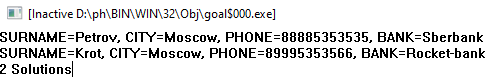 [Inactive D:\ph\BIN\WIN\32\Obj\goal$000.exe]
SURNAME=Petrov, CITY=Moscow, PHONE=88885353535, BANK=Sberbank
SURNAME=Krot, CITY=Moscow, PHONE=89995353566, BANK=Rocket-bank
2 Solutions